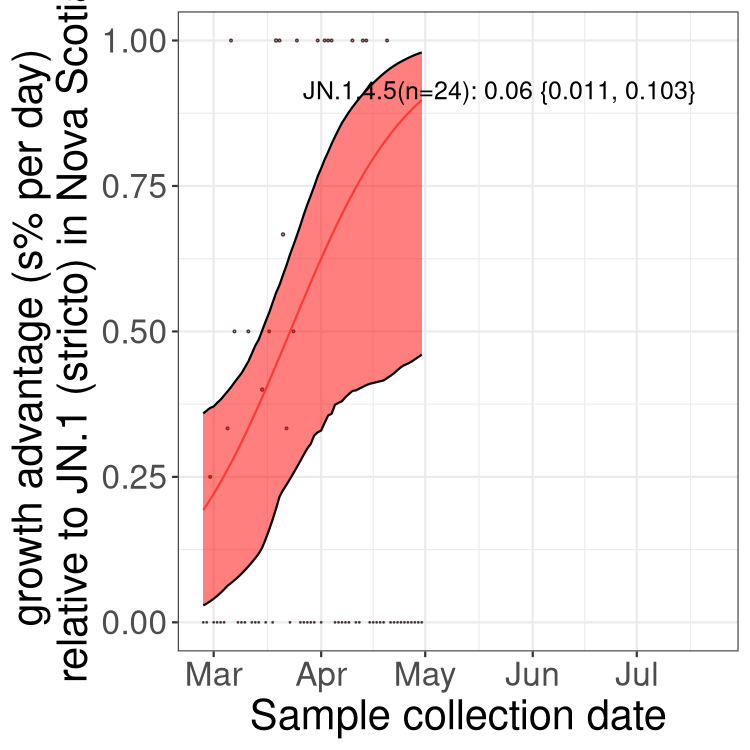 growth advantage (s% per day)
relative to JN.1 (stricto) in Nova Scotia
1.00
0.75
0.50
0.25
0.00
JN.1.4.5(n=24): 0.06 {0.011, 0.103}
Mar Apr May Jun Jul
Sample collection date